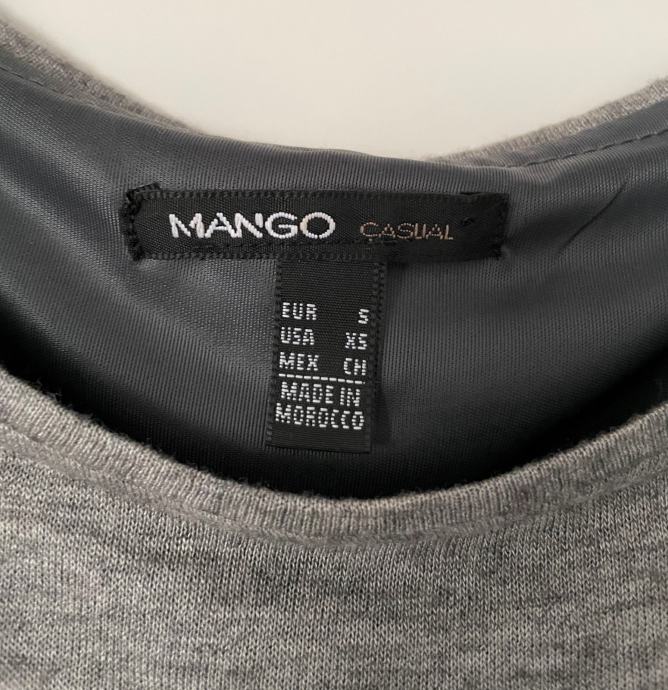 MANGO CASUAL
EUR S
USA XS
MEX CH
MADE IN
MOROCCO